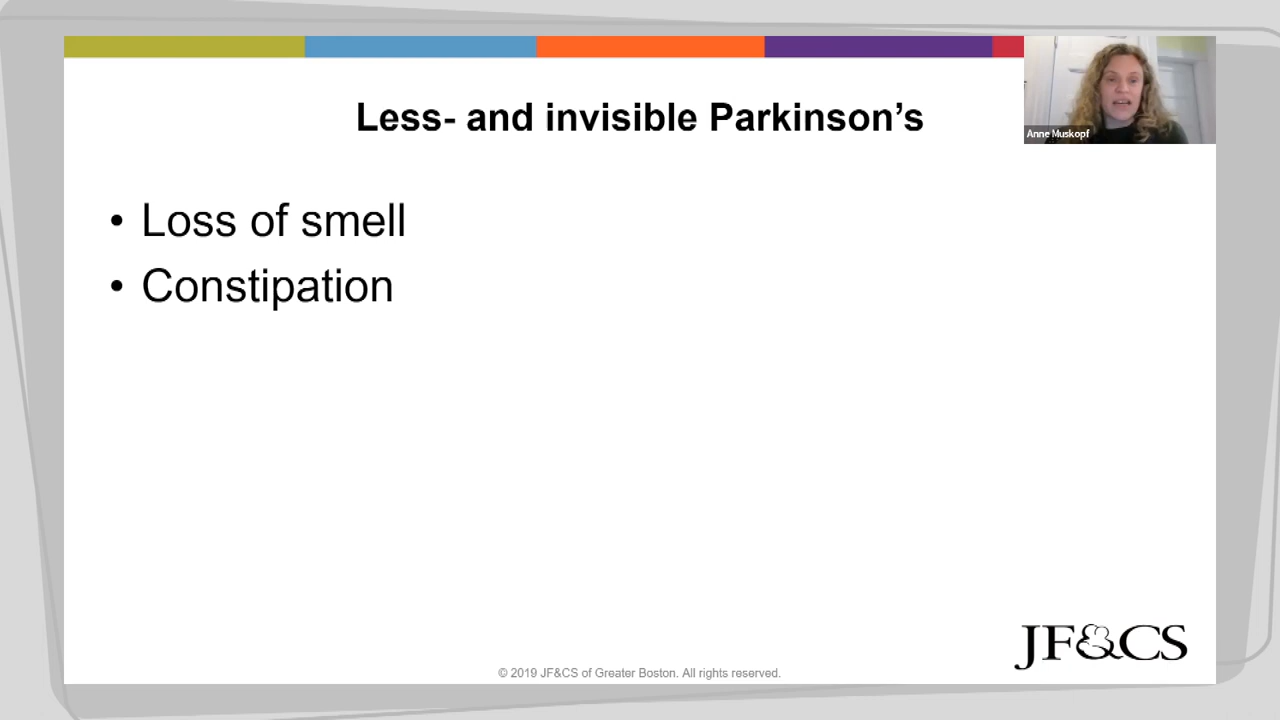 Less- and invisible Parkinson’s
Anne Muskopf
• Loss of smell
• Constipation
JF&CS
© 2019 JF&CS of Greater Boston. All rights reserved.